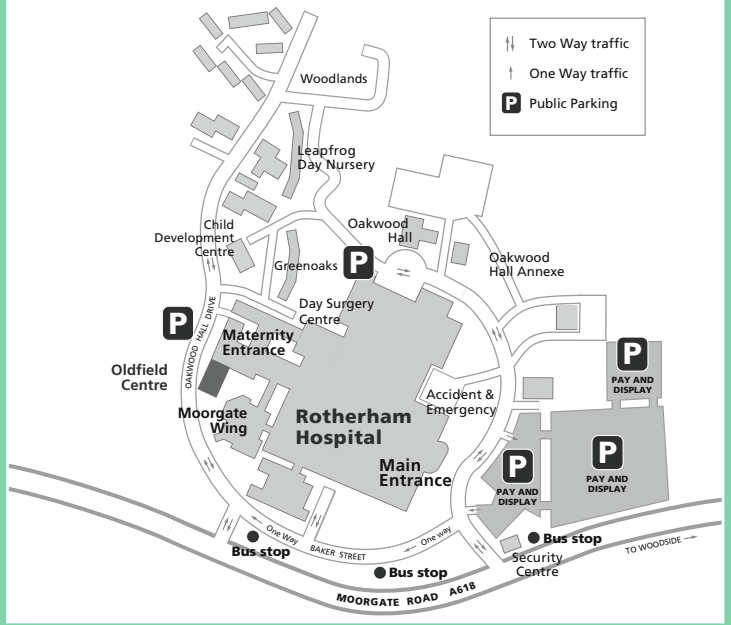 Two Way traffic
One Way traffic
P Public Parking
Woodlands
Leapfrog
Day Nursery
Child
Development
Centre
Oakwood
Hall
Oakwood
Hall Annexe
Greenoaks
P
Day Surgery
Centre
P
OAKWOOD HALL DRIVE
Maternity
Entrance
Oldfield
Centre
Moorgate
Wing
Rotherham
Hospital
Accident &
Emergency
Main
Entrance
P
PAY AND
DISPLAY
P
PAY AND
DISPLAY
P
PAY AND
DISPLAY
One Way
BAKER STREET
One way
Bus stop
Bus stop
Bus stop
Security
Centre
TO WOODSIDE
MOORGATE ROAD A618